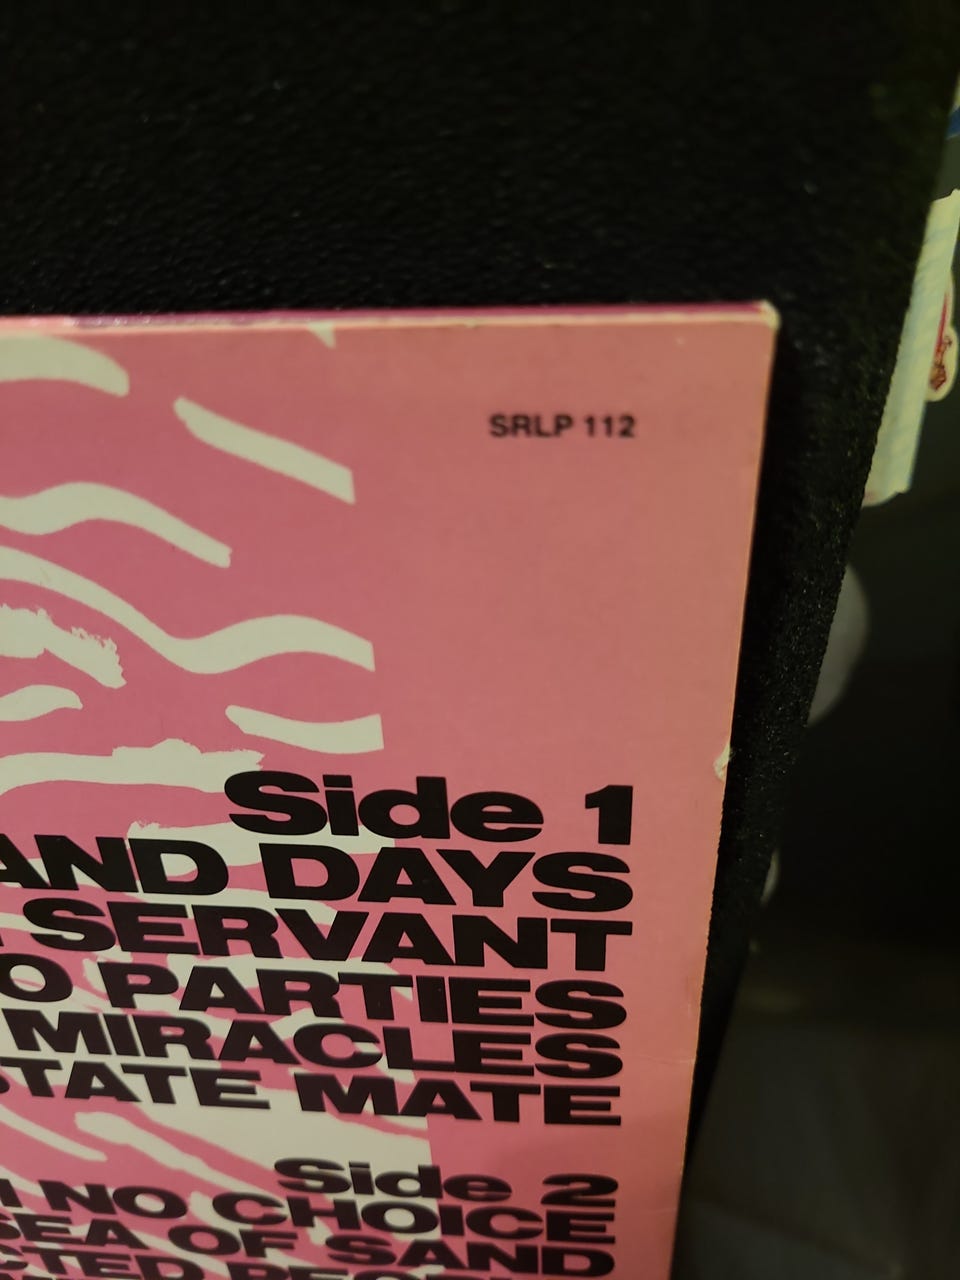 SRLP 112
Side 1
AND DAYS
SERVANT
PARTIES
MIRACLES
STATE MATE
Side 2
NO CHOICE
SEA OF SAND